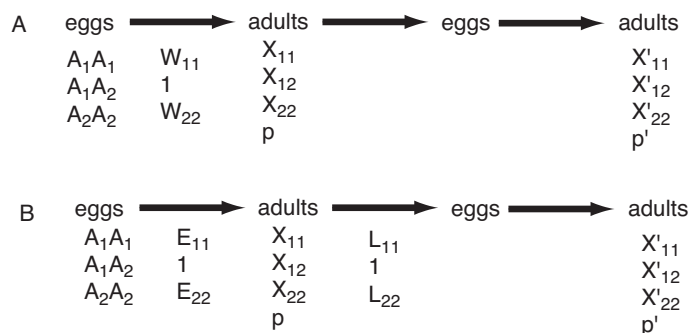 A eggs adults eggs adults
A₁A₁ W₁₁ X₁₁ X'₁₁
A₁A₂ 1 X₁₂ X'₁₂
A₂A₂ W₂₂ X₂₂ X'₂₂
p p'
B eggs adults eggs adults
A₁A₁ E₁₁ X₁₁ L₁₁ X'₁₁
A₁A₂ 1 X₁₂ 1 X'₁₂
A₂A₂ E₂₂ X₂₂ L₂₂ X'₂₂
p p'